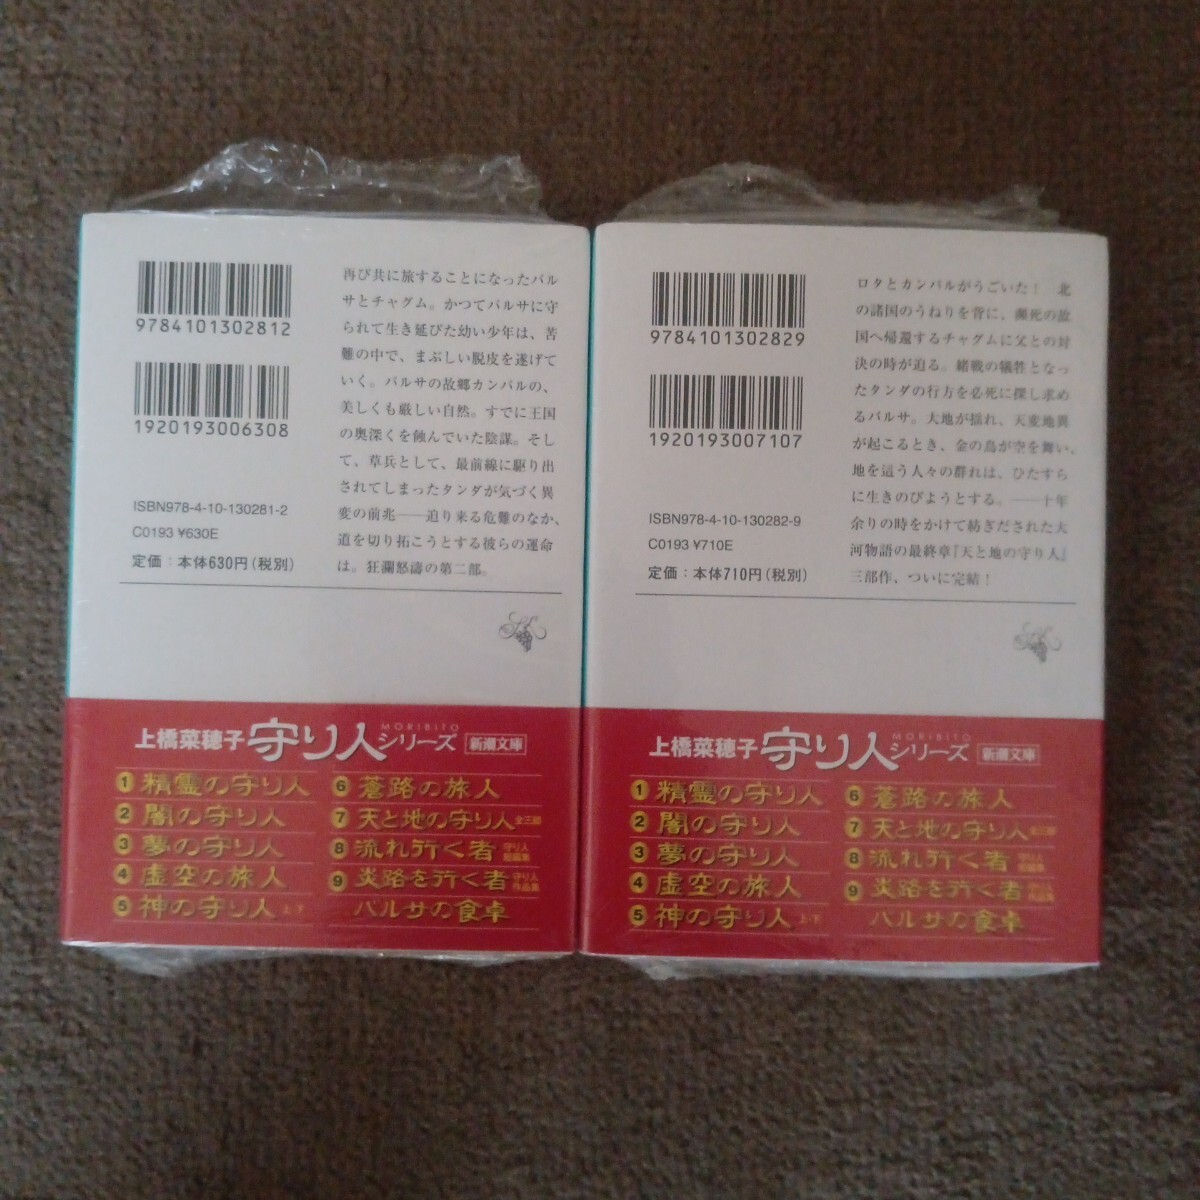 9784101302812
1920193006308
ISBN978-4-10-130281-2
C0193 ¥630E
定価：本体630円（税別）
再び共に旅することになったバル
サとチャグム。かつてバルサに守
られて生き延びた幼い少年は、苦
難の中で、まぶしい脱皮を遂げて
いく。バルサの故郷カンバルの、
美しくも厳しい自然。すでに王国
の奥深くを蝕んでいた陰謀。そし
て、草兵として、最前線に駆り出
されてしまったタンダが気づく異
変の前兆──迫り来る危難のなか、
道を切り拓こうとする彼らの運命
は。狂瀾怒濤の第二部。
上橋菜穂子 守り人シリーズ MORIBITO 新潮文庫
1 精霊の守り人
2 闇の守り人
3 夢の守り人
4 虚空の旅人
5 神の守り人 上・下
6 蒼路の旅人
7 天と地の守り人 全三部
8 流れ行く者 守り人短編集
9 炎路を行く者 守り人作品集
バルサの食卓
9784101302829
1920193007107
ISBN978-4-10-130282-9
C0193 ¥710E
定価：本体710円（税別）
ロタとカンバルがうごいた！　北
の諸国のうねりを背に、瀕死の故
国へ帰還するチャグムに父との対
決の時が迫る。緒戦の犠牲となっ
たタンダの行方を必死に探し求め
るバルサ。大地が揺れ、天変地異
が起こるとき、金の鳥が空を舞い、
地を這う人々の群れは、ひたすら
に生きのびようとする。──十年
余りの時をかけて紡ぎだされた大
河物語の最終章『天と地の守り人』
三部作、ついに完結！
上橋菜穂子 守り人シリーズ MORIBITO 新潮文庫
1 精霊の守り人
2 闇の守り人
3 夢の守り人
4 虚空の旅人
5 神の守り人 上・下
6 蒼路の旅人
7 天と地の守り人 全三部
8 流れ行く者 守り人短編集
9 炎路を行く者 守り人作品集
バルサの食卓